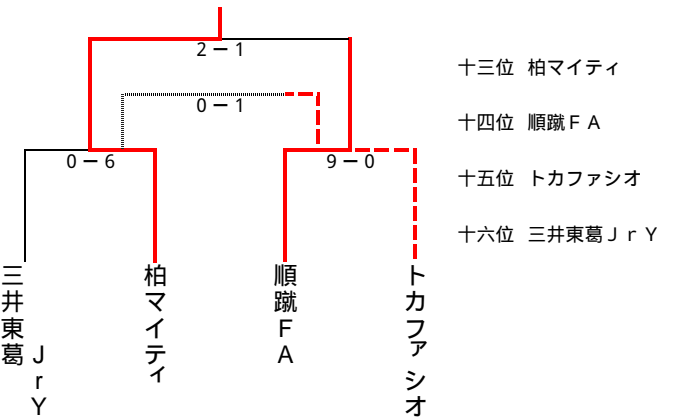 2－1
0－1
0－6
9－0
十三位 柏マイティ
十四位 順蹴ＦＡ
十五位 トカファシオ
十六位 三井東葛ＪｒＹ
三井東葛
ＪｒＹ
柏マイティ
順蹴ＦＡ
トカファシオ